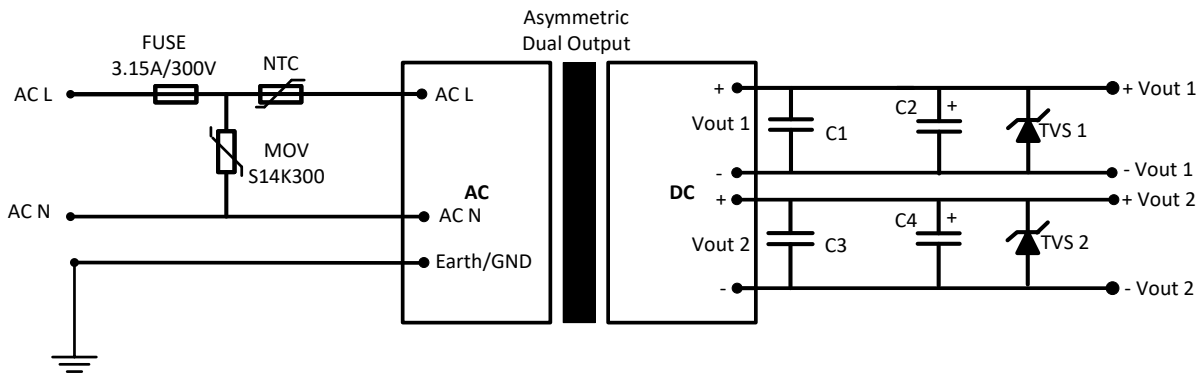 Asymmetric
Dual Output
FUSE
3.15A/300V
NTC
AC L
AC L
MOV
S14K300
AC
AC N
AC N
Earth/GND
DC
+
Vout 1
-
+
Vout 2
-
C1
C2
+
TVS 1
C3
C4
+
TVS 2
+ Vout 1
- Vout 1
+ Vout 2
- Vout 2